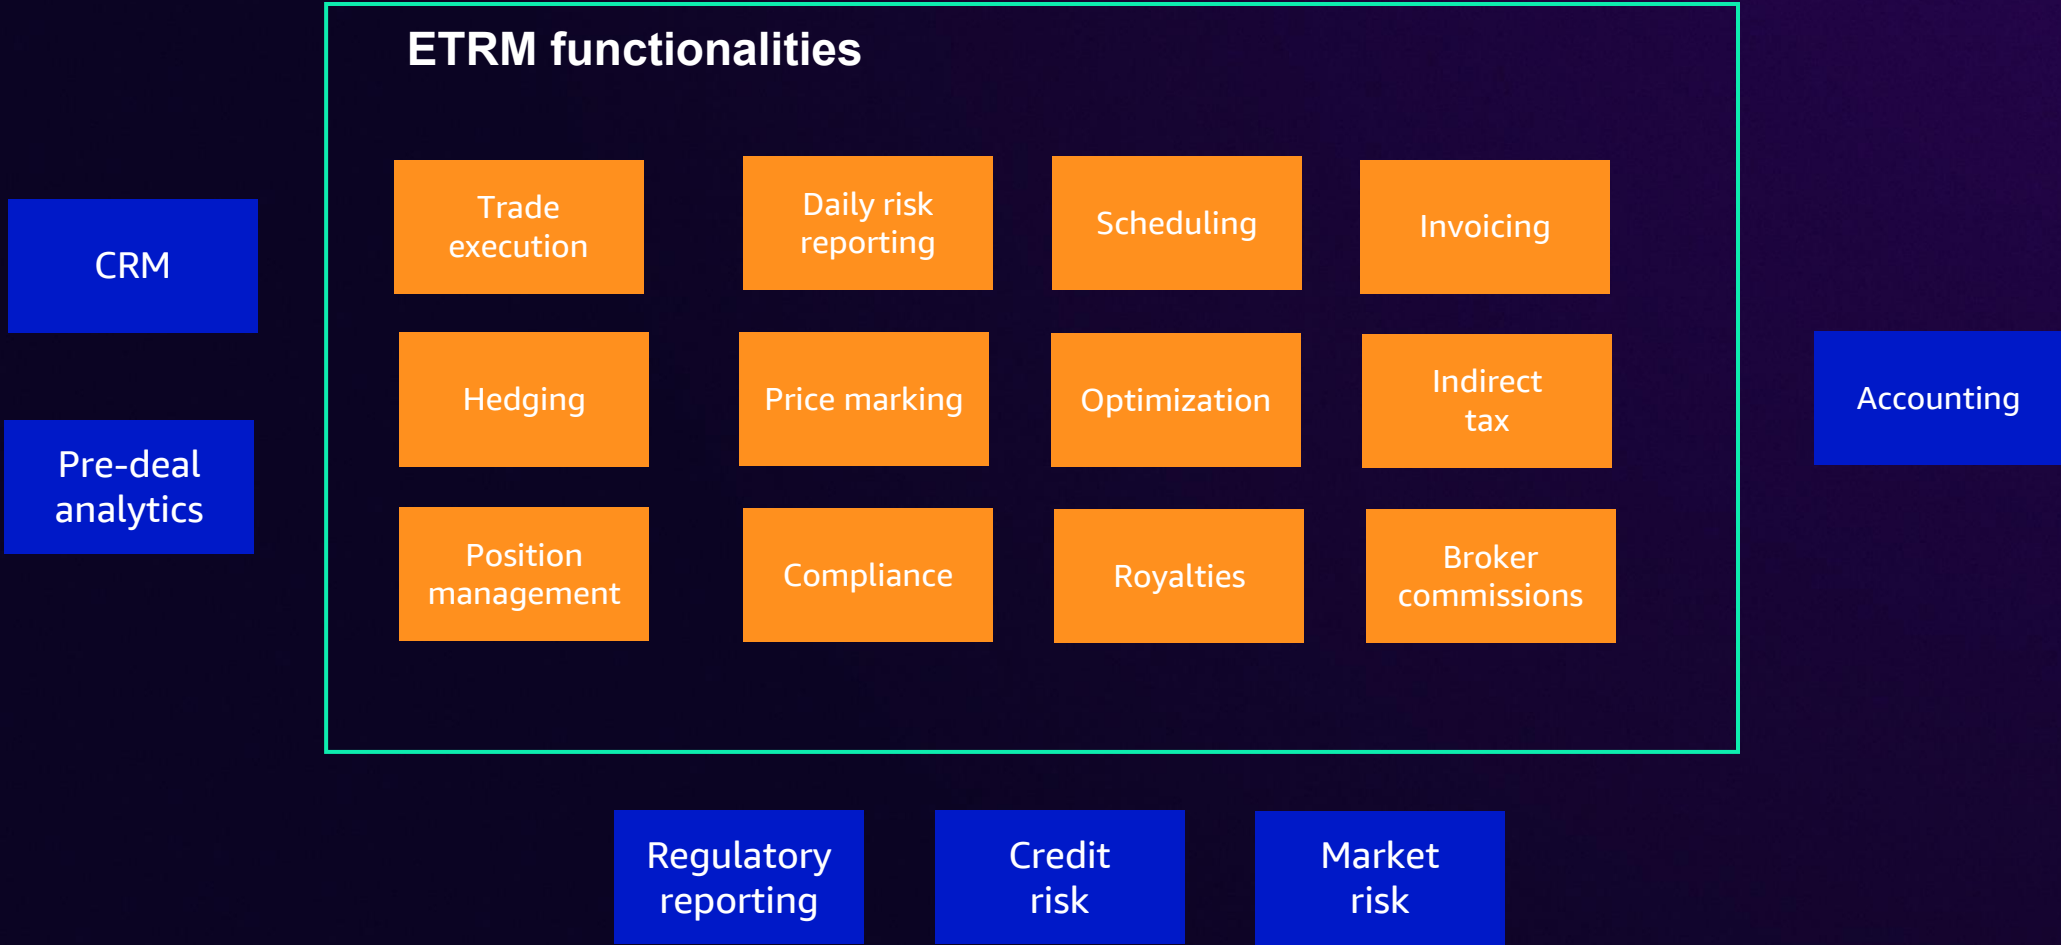 ETRM functionalities
CRM
Pre-deal
analytics
Trade
execution
Daily risk
reporting
Scheduling
Invoicing
Hedging
Price marking
Optimization
Indirect
tax
Position
management
Compliance
Royalties
Broker
commissions
Accounting
Regulatory
reporting
Credit
risk
Market
risk